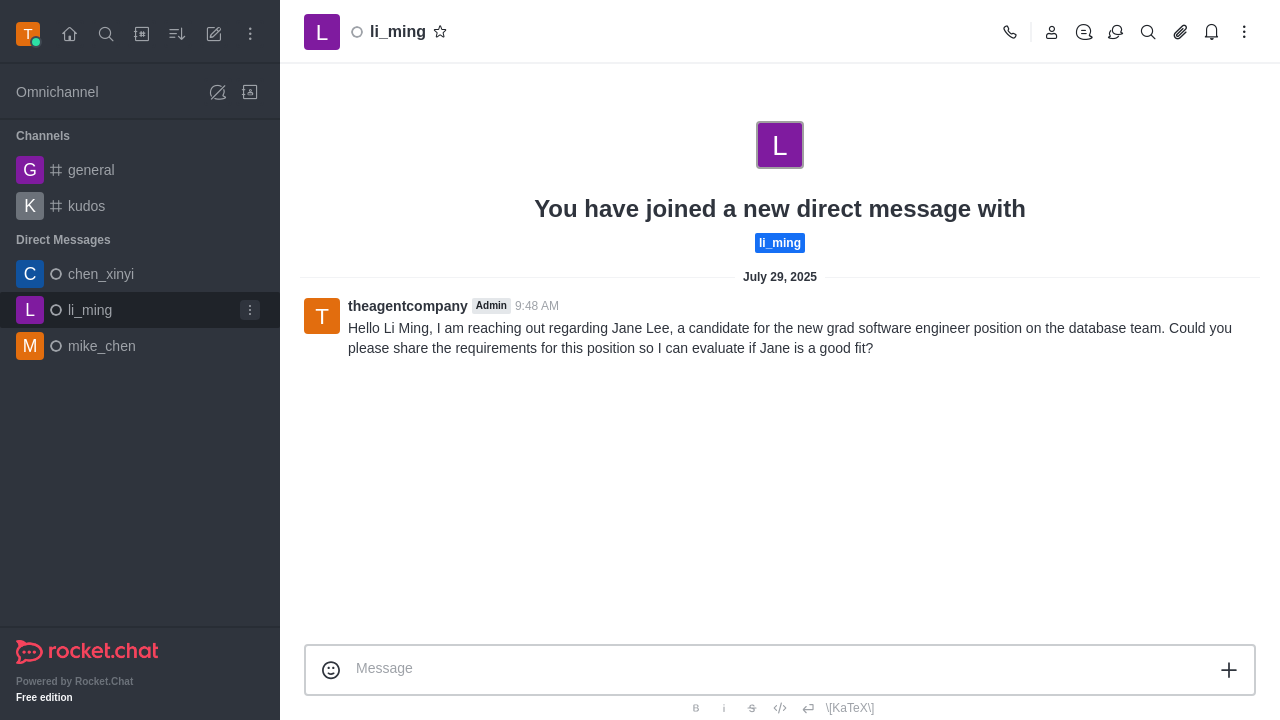 T
L
li_ming
Omnichannel
Channels
G general
K kudos
Direct Messages
C chen_xinyi
L li_ming
M mike_chen
rocket.chat
Powered by Rocket.Chat
Free edition
L
You have joined a new direct message with
li_ming
July 29, 2025
T
theagentcompany Admin 9:48 AM
Hello Li Ming, I am reaching out regarding Jane Lee, a candidate for the new grad software engineer position on the database team. Could you
please share the requirements for this position so I can evaluate if Jane is a good fit?
Message
B i S </> \[KaTeX\]